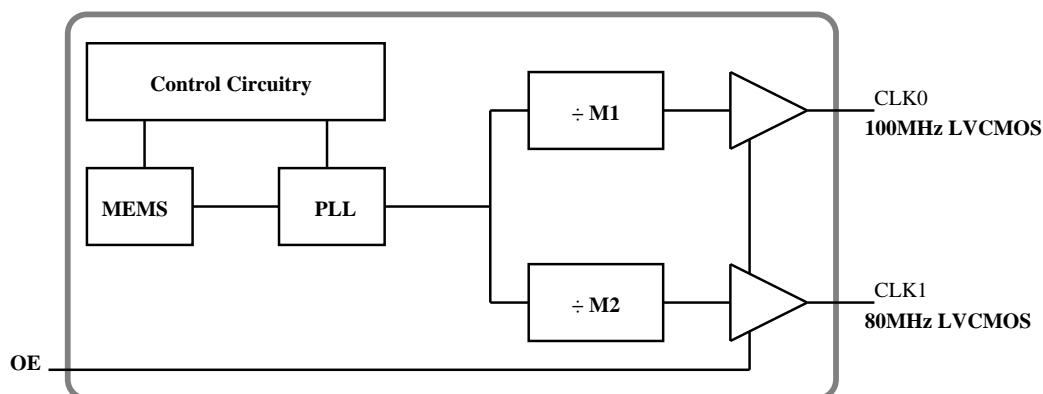 Control Circuitry
MEMS
PLL
÷ M1
÷ M2
CLK0
100MHz LVCMOS
CLK1
80MHz LVCMOS
OE